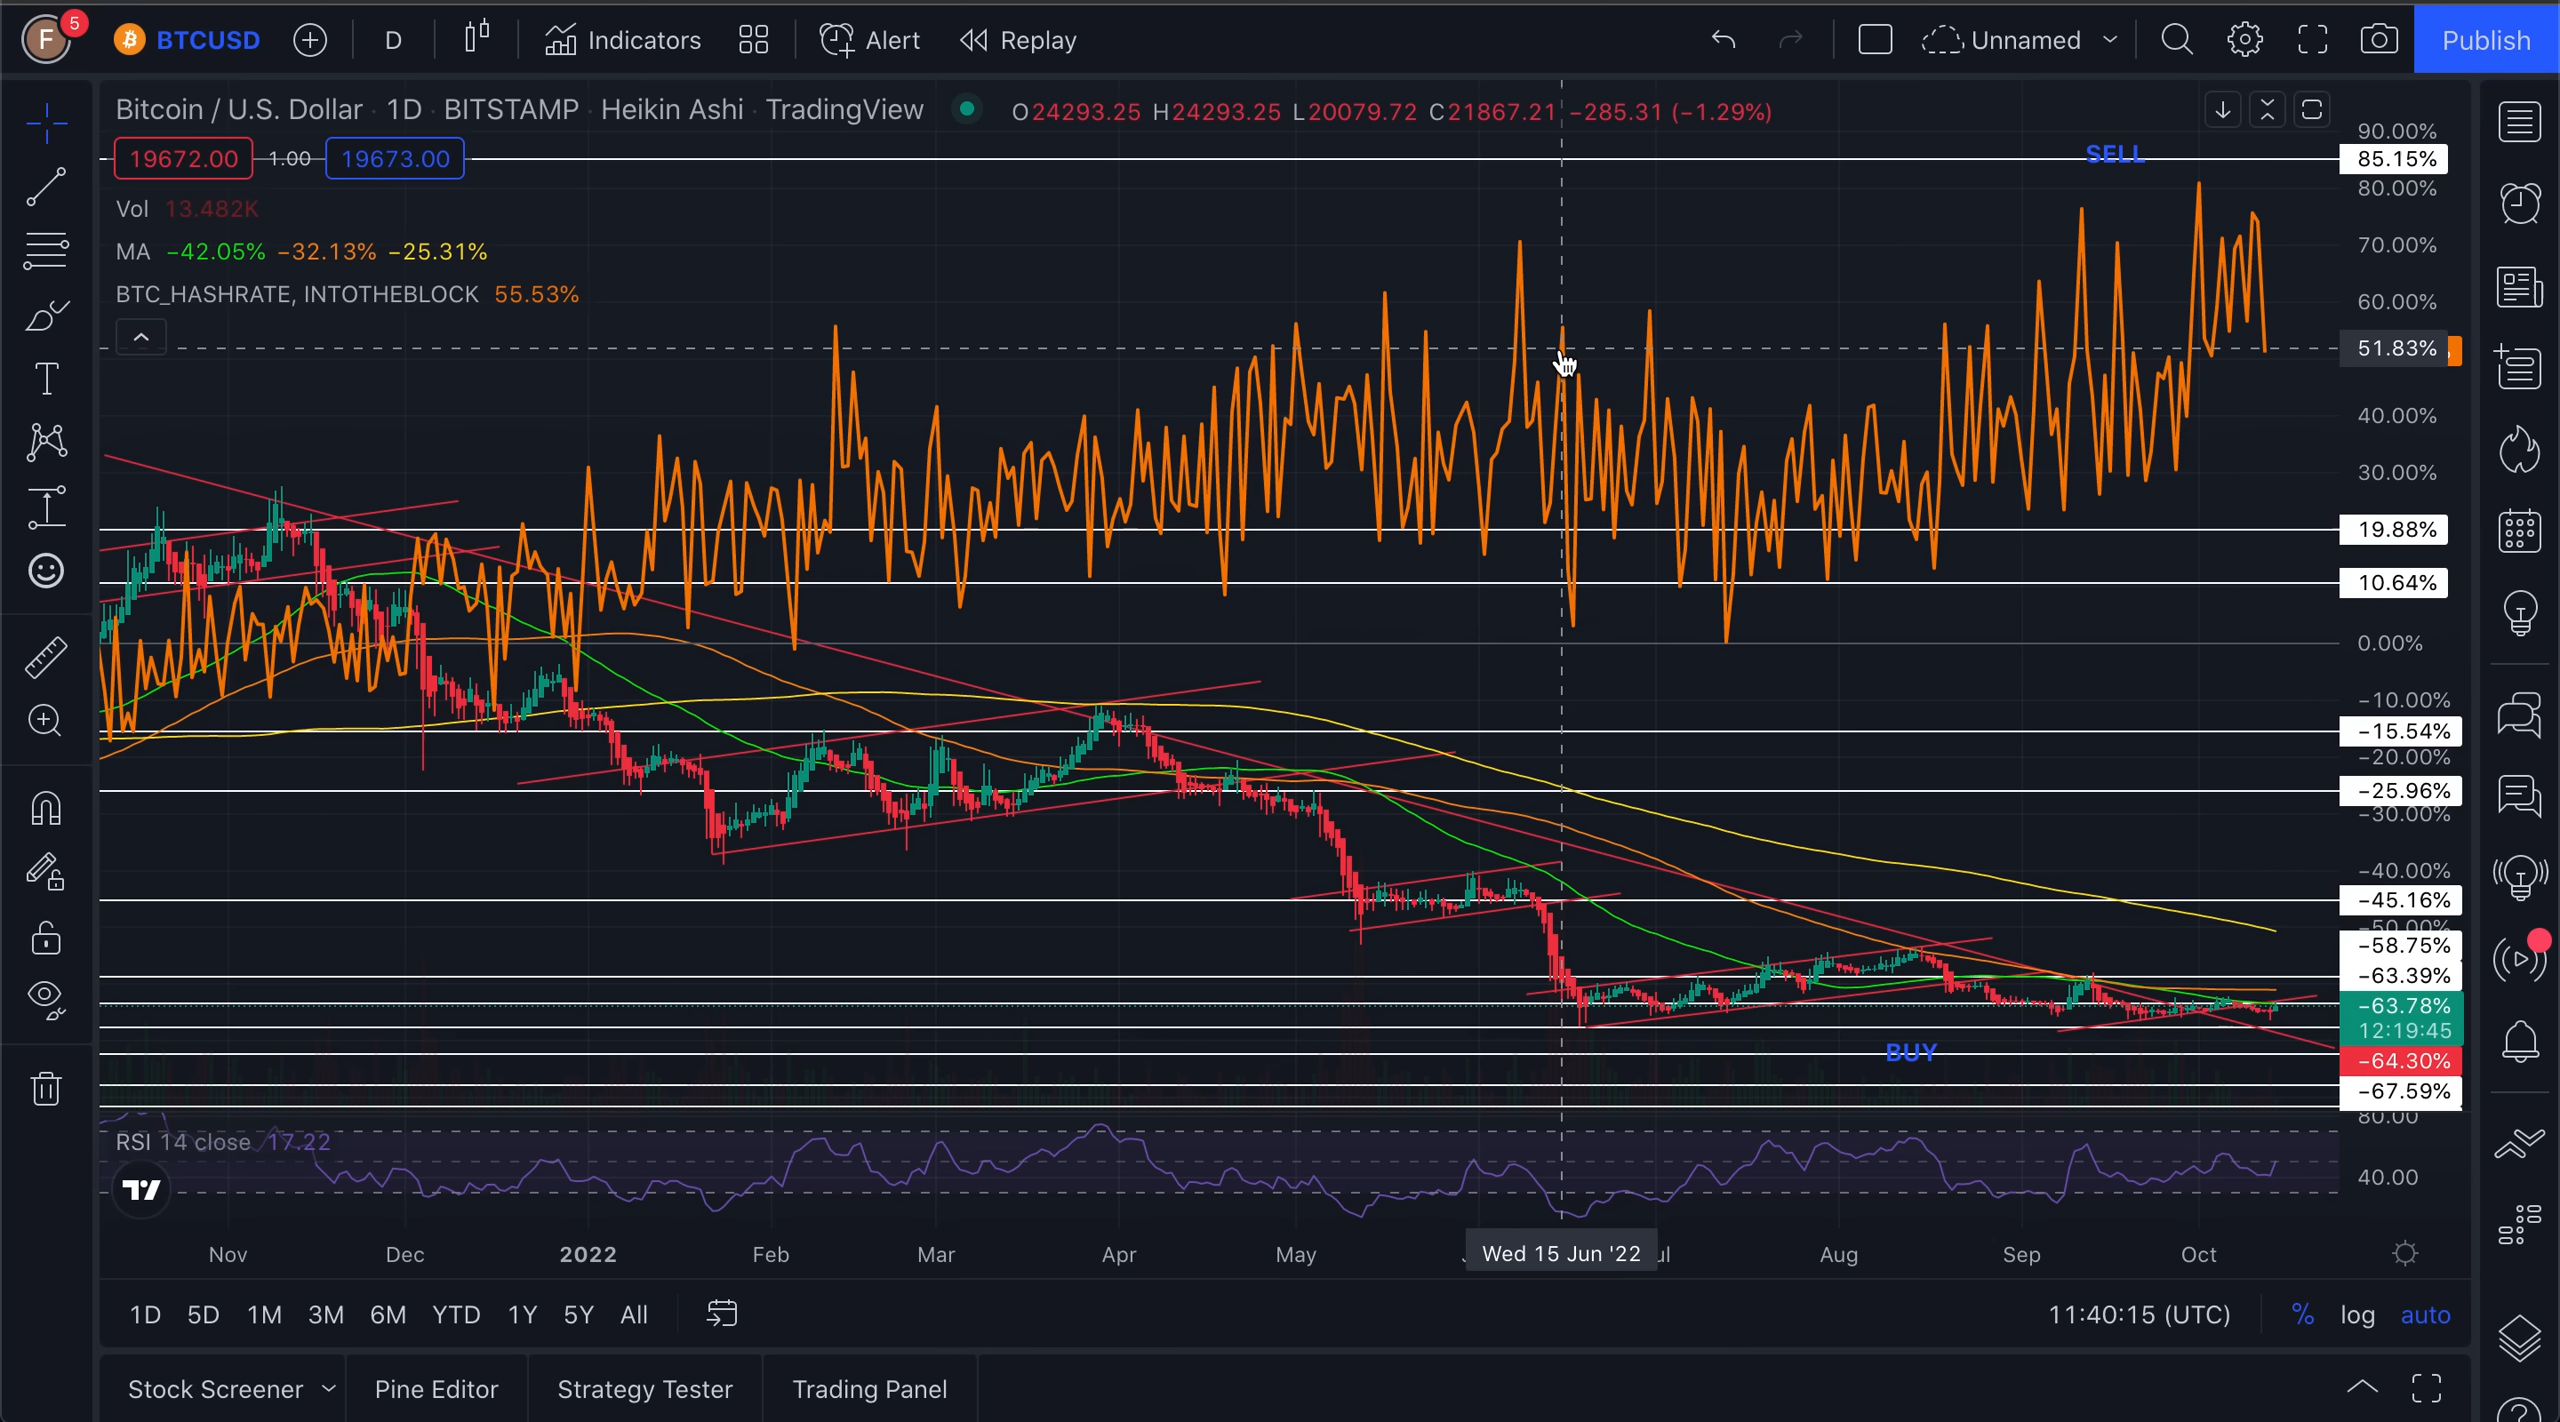 F 5 BTCUSD D Indicators Alert Replay Unnamed Publish
Bitcoin / U.S. Dollar · 1D · BITSTAMP · Heikin Ashi · TradingView O24293.25 H24293.25 L20079.72 C21867.21 −285.31 (−1.29%)
19672.00 1.00 19673.00
Vol 13.482K
MA −42.05% −32.13% −25.31%
BTC_HASHRATE, INTOTHEBLOCK 55.53%
SELL
90.00%
85.15%
80.00%
70.00%
60.00%
51.83%
40.00%
30.00%
19.88%
10.64%
0.00%
−10.00%
−15.54%
−20.00%
−25.96%
−30.00%
−40.00%
−45.16%
−50.00%
−58.75%
−63.39%
−63.78%
12:19:45
BUY
−64.30%
−67.59%
80.00
RSI 14 close 17.22
40.00
Nov Dec 2022 Feb Mar Apr May Wed 15 Jun '22 Aug Sep Oct
1D 5D 1M 3M 6M YTD 1Y 5Y All 11:40:15 (UTC) % log auto
Stock Screener Pine Editor Strategy Tester Trading Panel